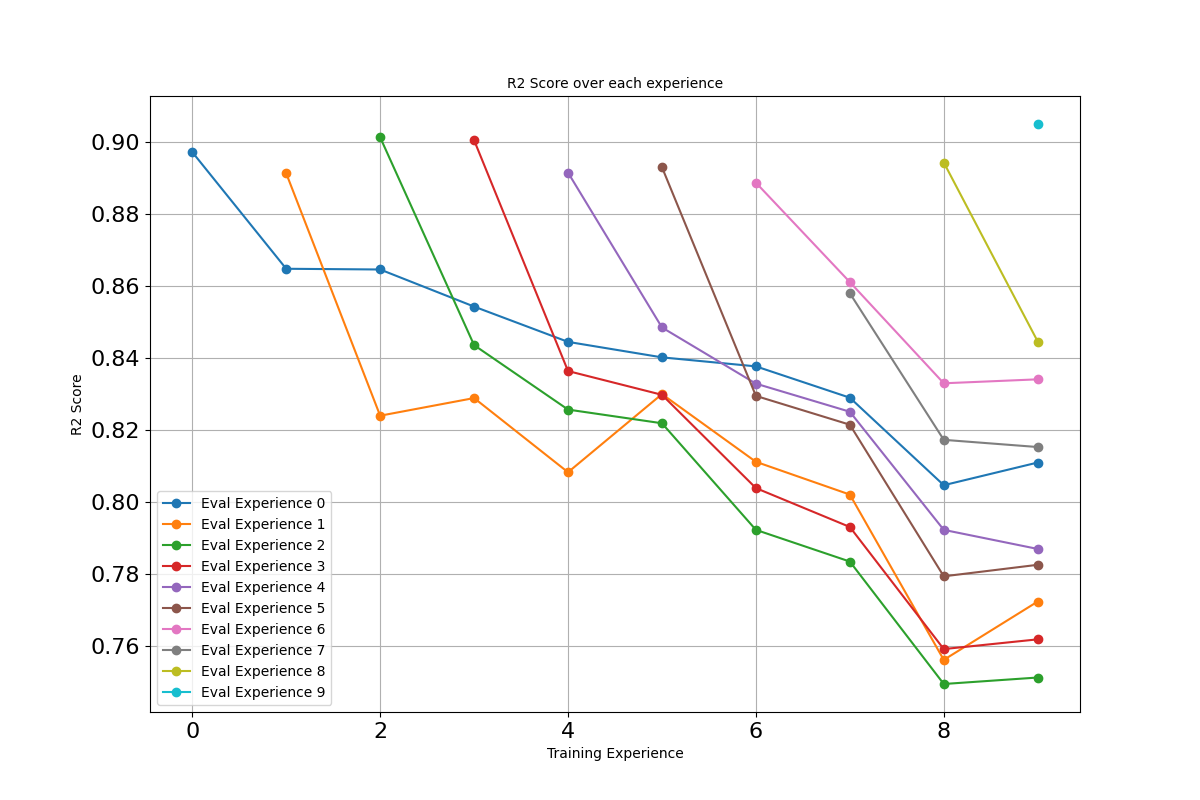 R2 Score over each experience
R2 Score
0.90
0.88
0.86
0.84
0.82
0.80
0.78
0.76
Eval Experience 0
Eval Experience 1
Eval Experience 2
Eval Experience 3
Eval Experience 4
Eval Experience 5
Eval Experience 6
Eval Experience 7
Eval Experience 8
Eval Experience 9
0 2 4 6 8
Training Experience